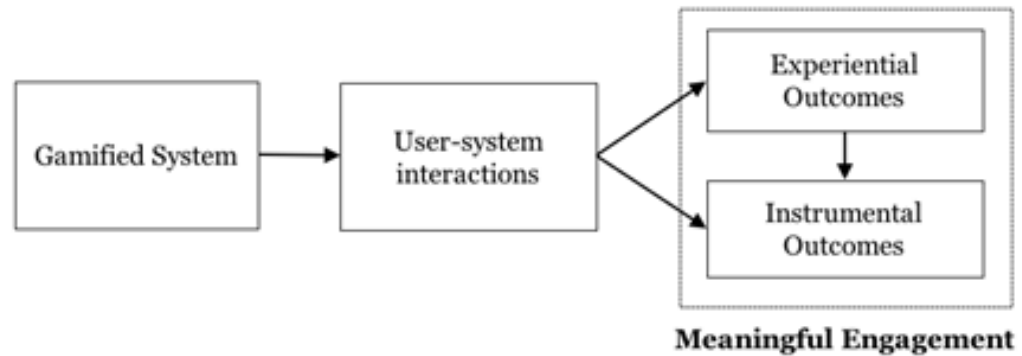 Gamified System
User-system
interactions
Experiential
Outcomes
Instrumental
Outcomes
Meaningful Engagement